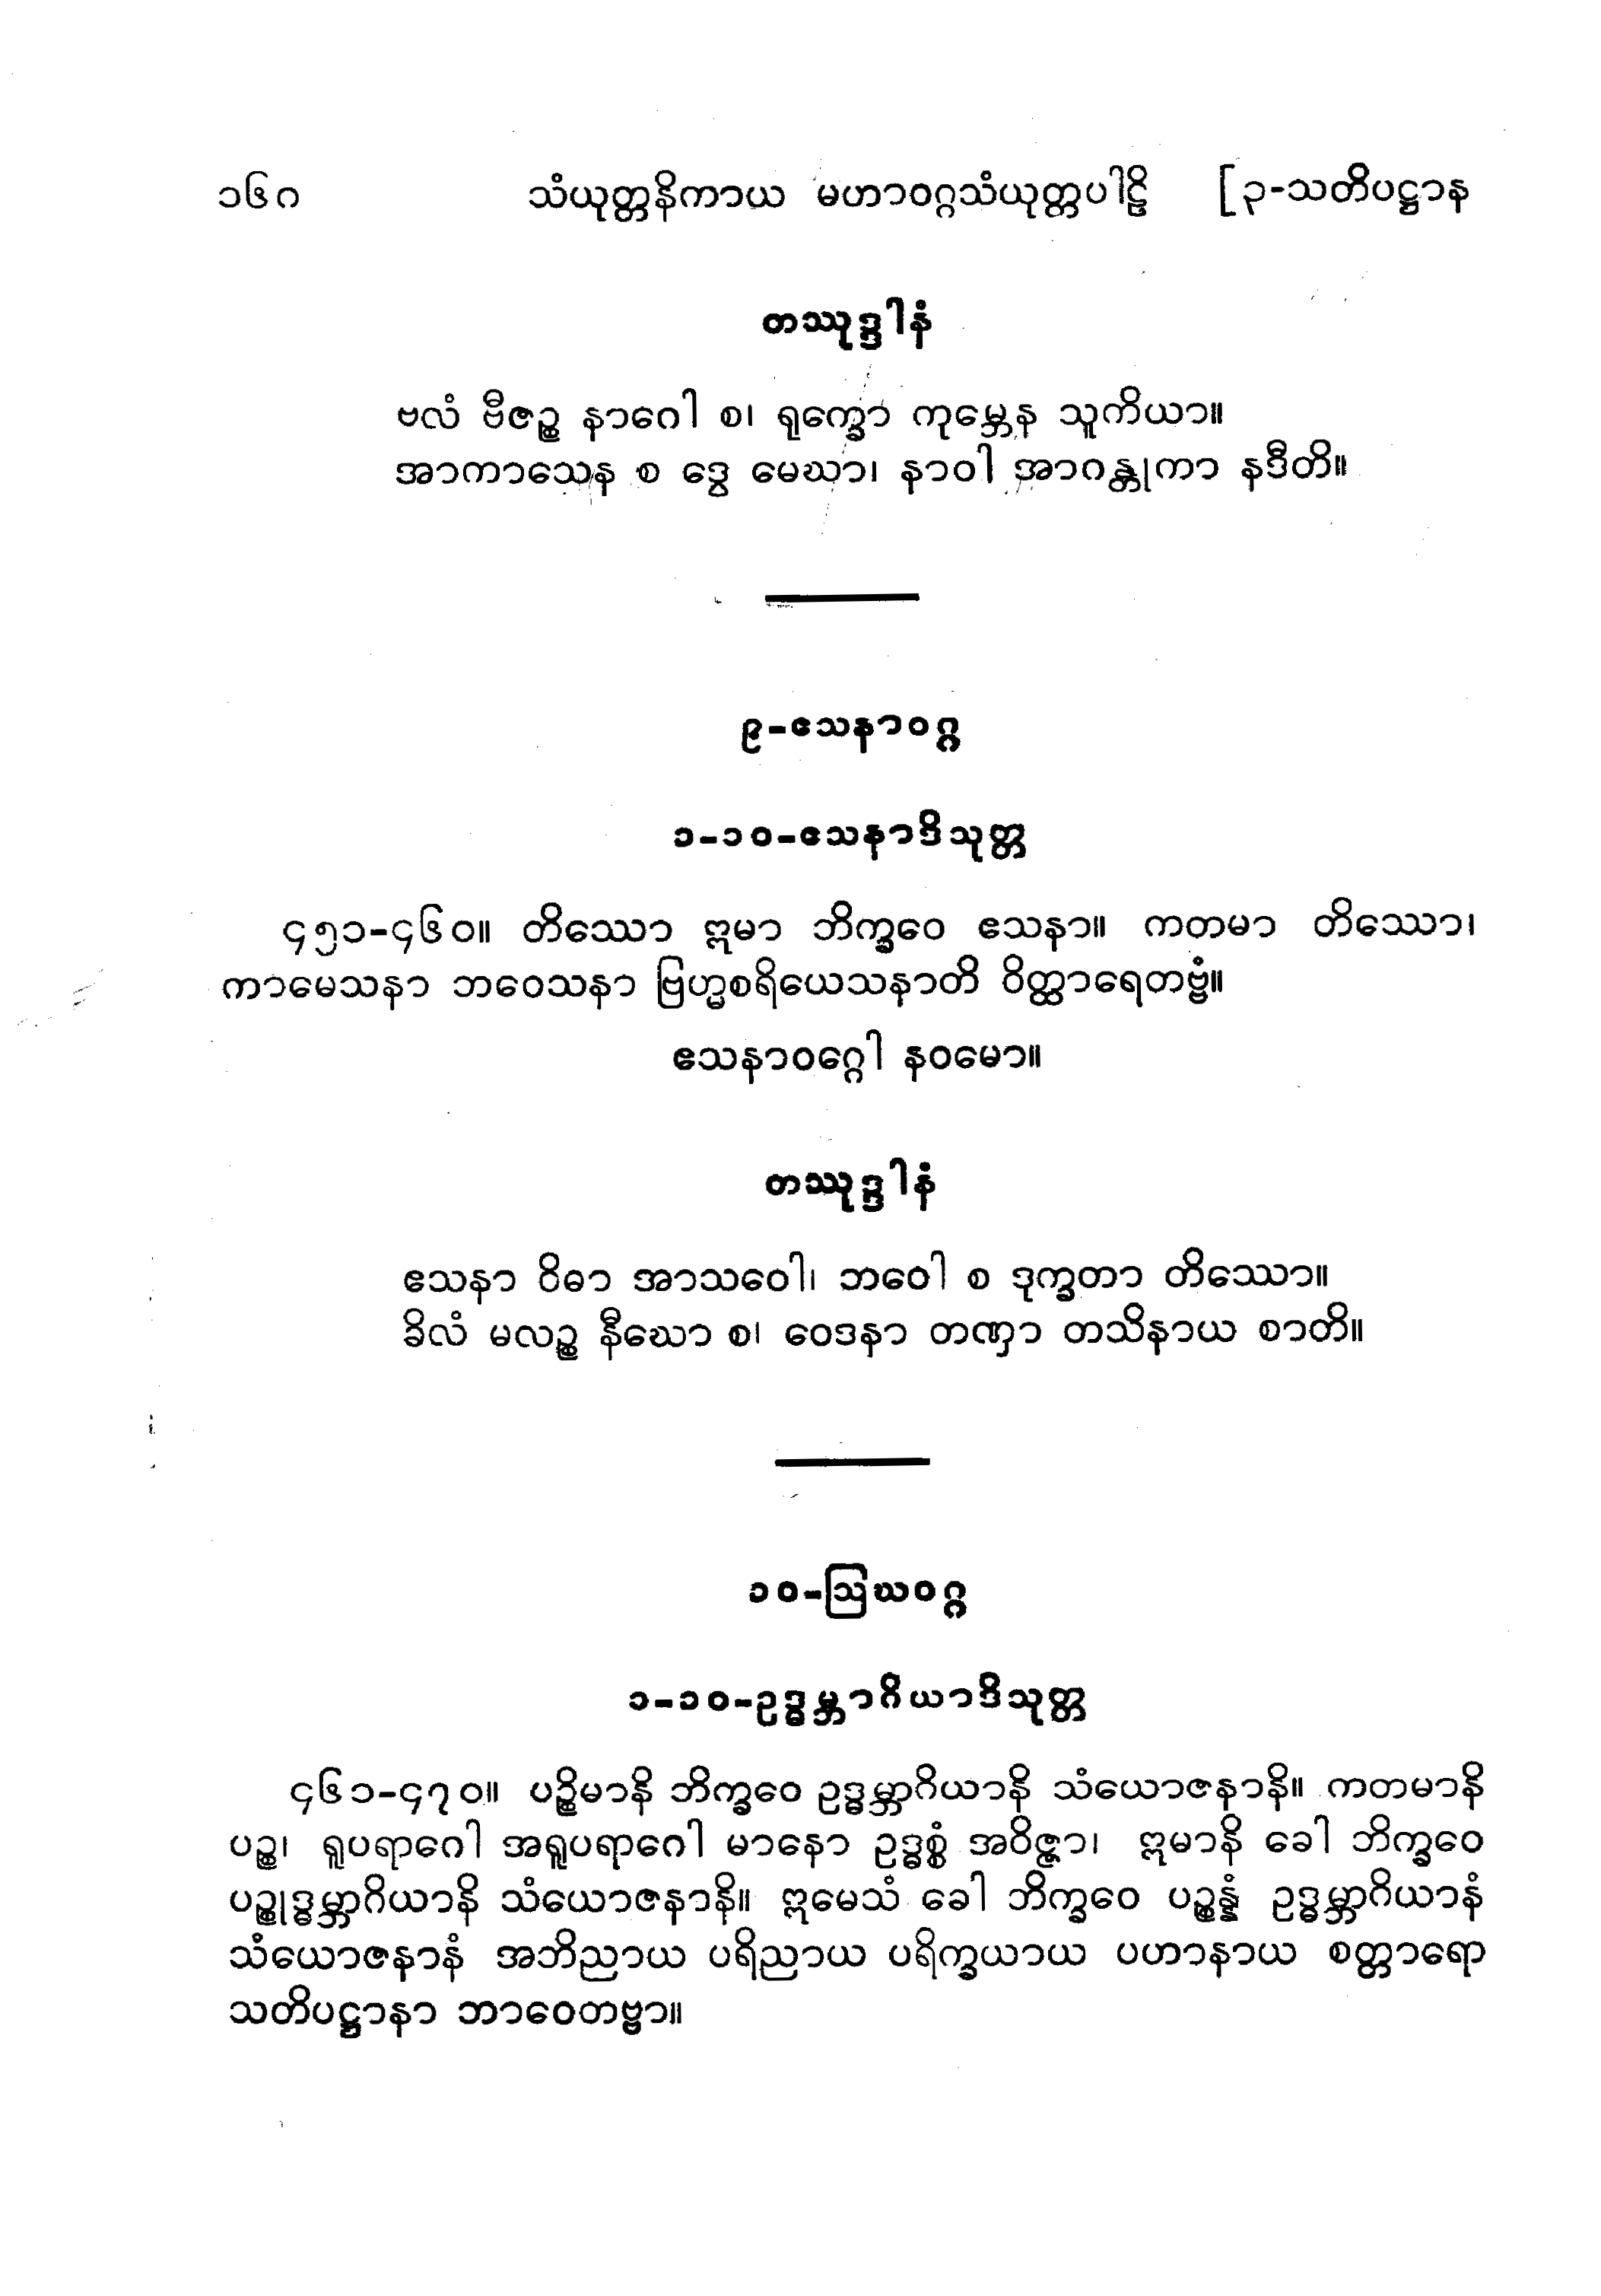 ၁၆ဂ သံယုတ္တနိကာယ မဟာဝဂ္ဂသံယုတ္တပါဠိ [၃-သတိပဋ္ဌာန
တဿုဒ္ဒါနံ
ဗလံ ဗီဇဉ္စ နာဂေါ စ၊ ရုက္ခော ကုမ္ဘေန သူကိယာ။
အာကာသေန စ ဒွေ မေဃာ၊ နာဝါ အာဂန္တုကာ နဒီတိ။
၉-ဧသနာဝဂ္ဂ
၁-၁၀-ဧသနာဒိသုတ္တ
၄၅၁-၄၆၀။ တိဿော ဣမာ ဘိက္ခဝေ ဧသနာ။ ကတမာ တိဿော၊
ကာမေသနာ ဘဝေသနာ ဗြဟ္မစရိယေသနာတိ ဝိတ္ထာရေတဗ္ဗံ။
ဧသနာဝဂ္ဂေါ နဝမော။
တဿုဒ္ဒါနံ
ဧသနာ ဝိဓာ အာသဝေါ၊ ဘဝေါ စ ဒုက္ခတာ တိဿော။
ခိလံ မလဉ္စ နီဃော စ၊ ဝေဒနာ တဏှာ တသိနာယ စာတိ။
၁၀-ဩဃဝဂ္ဂ
၁-၁၀-ဥဒ္ဓမ္ဘာဂိယာဒိသုတ္တ
၄၆၁-၄၇၀။ ပဉ္စိမာနိ ဘိက္ခဝေ ဥဒ္ဓမ္ဘာဂိယာနိ သံယောဇနာနိ။ ကတမာနိ
ပဉ္စ၊ ရူပရာဂေါ အရူပရာဂေါ မာနော ဥဒ္ဓစ္စံ အဝိဇ္ဇာ၊ ဣမာနိ ခေါ ဘိက္ခဝေ
ပဉ္စုဒ္ဓမ္ဘာဂိယာနိ သံယောဇနာနိ။ ဣမေသံ ခေါ ဘိက္ခဝေ ပဉ္စန္နံ ဥဒ္ဓမ္ဘာဂိယာနံ
သံယောဇနာနံ အဘိညာယ ပရိညာယ ပရိက္ခယာယ ပဟာနာယ စတ္တာရော
သတိပဋ္ဌာနာ ဘာဝေတဗ္ဗာ။